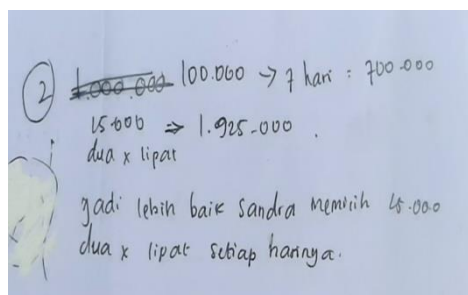 2 1.000.000 100.000 → 7 hari : 700.000
15.000 ⇒ 1.925.000.
dua x lipat
Jadi lebih baik Sandra memilih 15.000
dua x lipat setiap harinya.